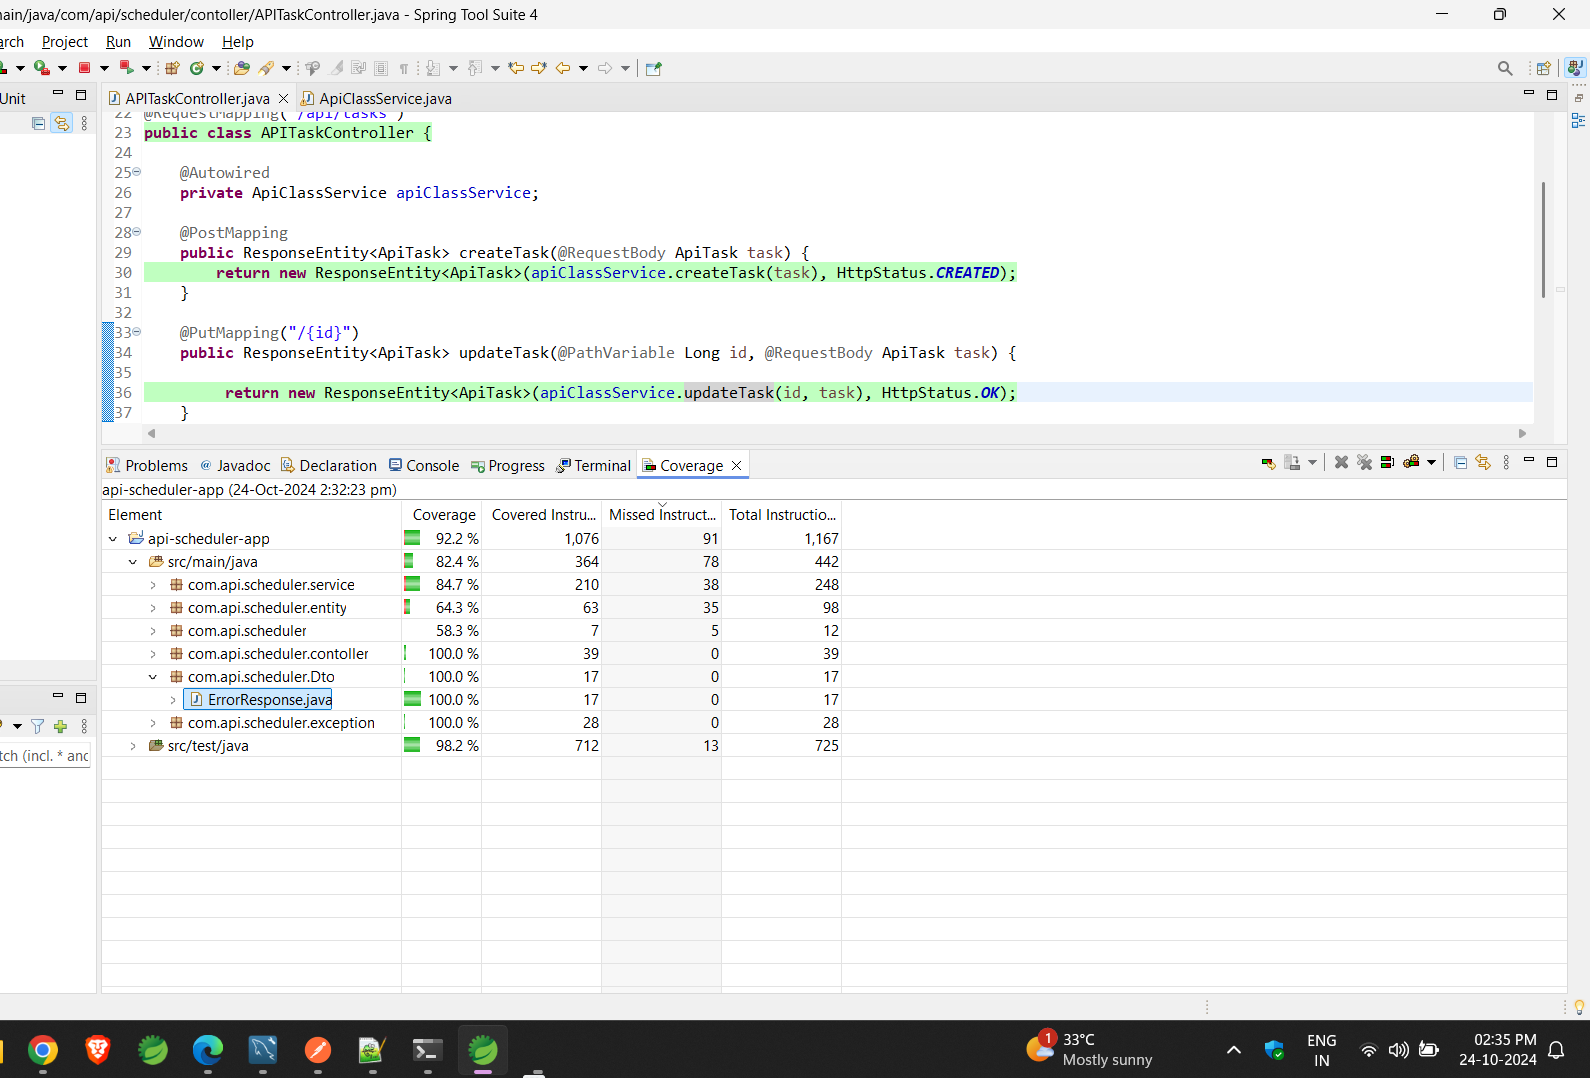 ain/java/com/api/scheduler/contoller/APITaskController.java - Spring Tool Suite 4
arch Project Run Window Help
Unit
APITaskController.java ApiClassService.java
22 @RequestMapping("/api/tasks")
23 public class APITaskController {
24
25 @Autowired
26 private ApiClassService apiClassService;
27
28 @PostMapping
29 public ResponseEntity<ApiTask> createTask(@RequestBody ApiTask task) {
30 return new ResponseEntity<ApiTask>(apiClassService.createTask(task), HttpStatus.CREATED);
31 }
32
33 @PutMapping("/{id}")
34 public ResponseEntity<ApiTask> updateTask(@PathVariable Long id, @RequestBody ApiTask task) {
35
36 return new ResponseEntity<ApiTask>(apiClassService.updateTask(id, task), HttpStatus.OK);
37 }
Problems @ Javadoc Declaration Console Progress Terminal Coverage
api-scheduler-app (24-Oct-2024 2:32:23 pm)
Element Coverage Covered Instru... Missed Instruct... Total Instructio...
api-scheduler-app 92.2 % 1,076 91 1,167
src/main/java 82.4 % 364 78 442
com.api.scheduler.service 84.7 % 210 38 248
com.api.scheduler.entity 64.3 % 63 35 98
com.api.scheduler 58.3 % 7 5 12
com.api.scheduler.contoller 100.0 % 39 0 39
com.api.scheduler.Dto 100.0 % 17 0 17
ErrorResponse.java 100.0 % 17 0 17
com.api.scheduler.exception 100.0 % 28 0 28
src/test/java 98.2 % 712 13 725
tch (incl. * and
1 33°C
Mostly sunny
ENG
IN
02:35 PM
24-10-2024